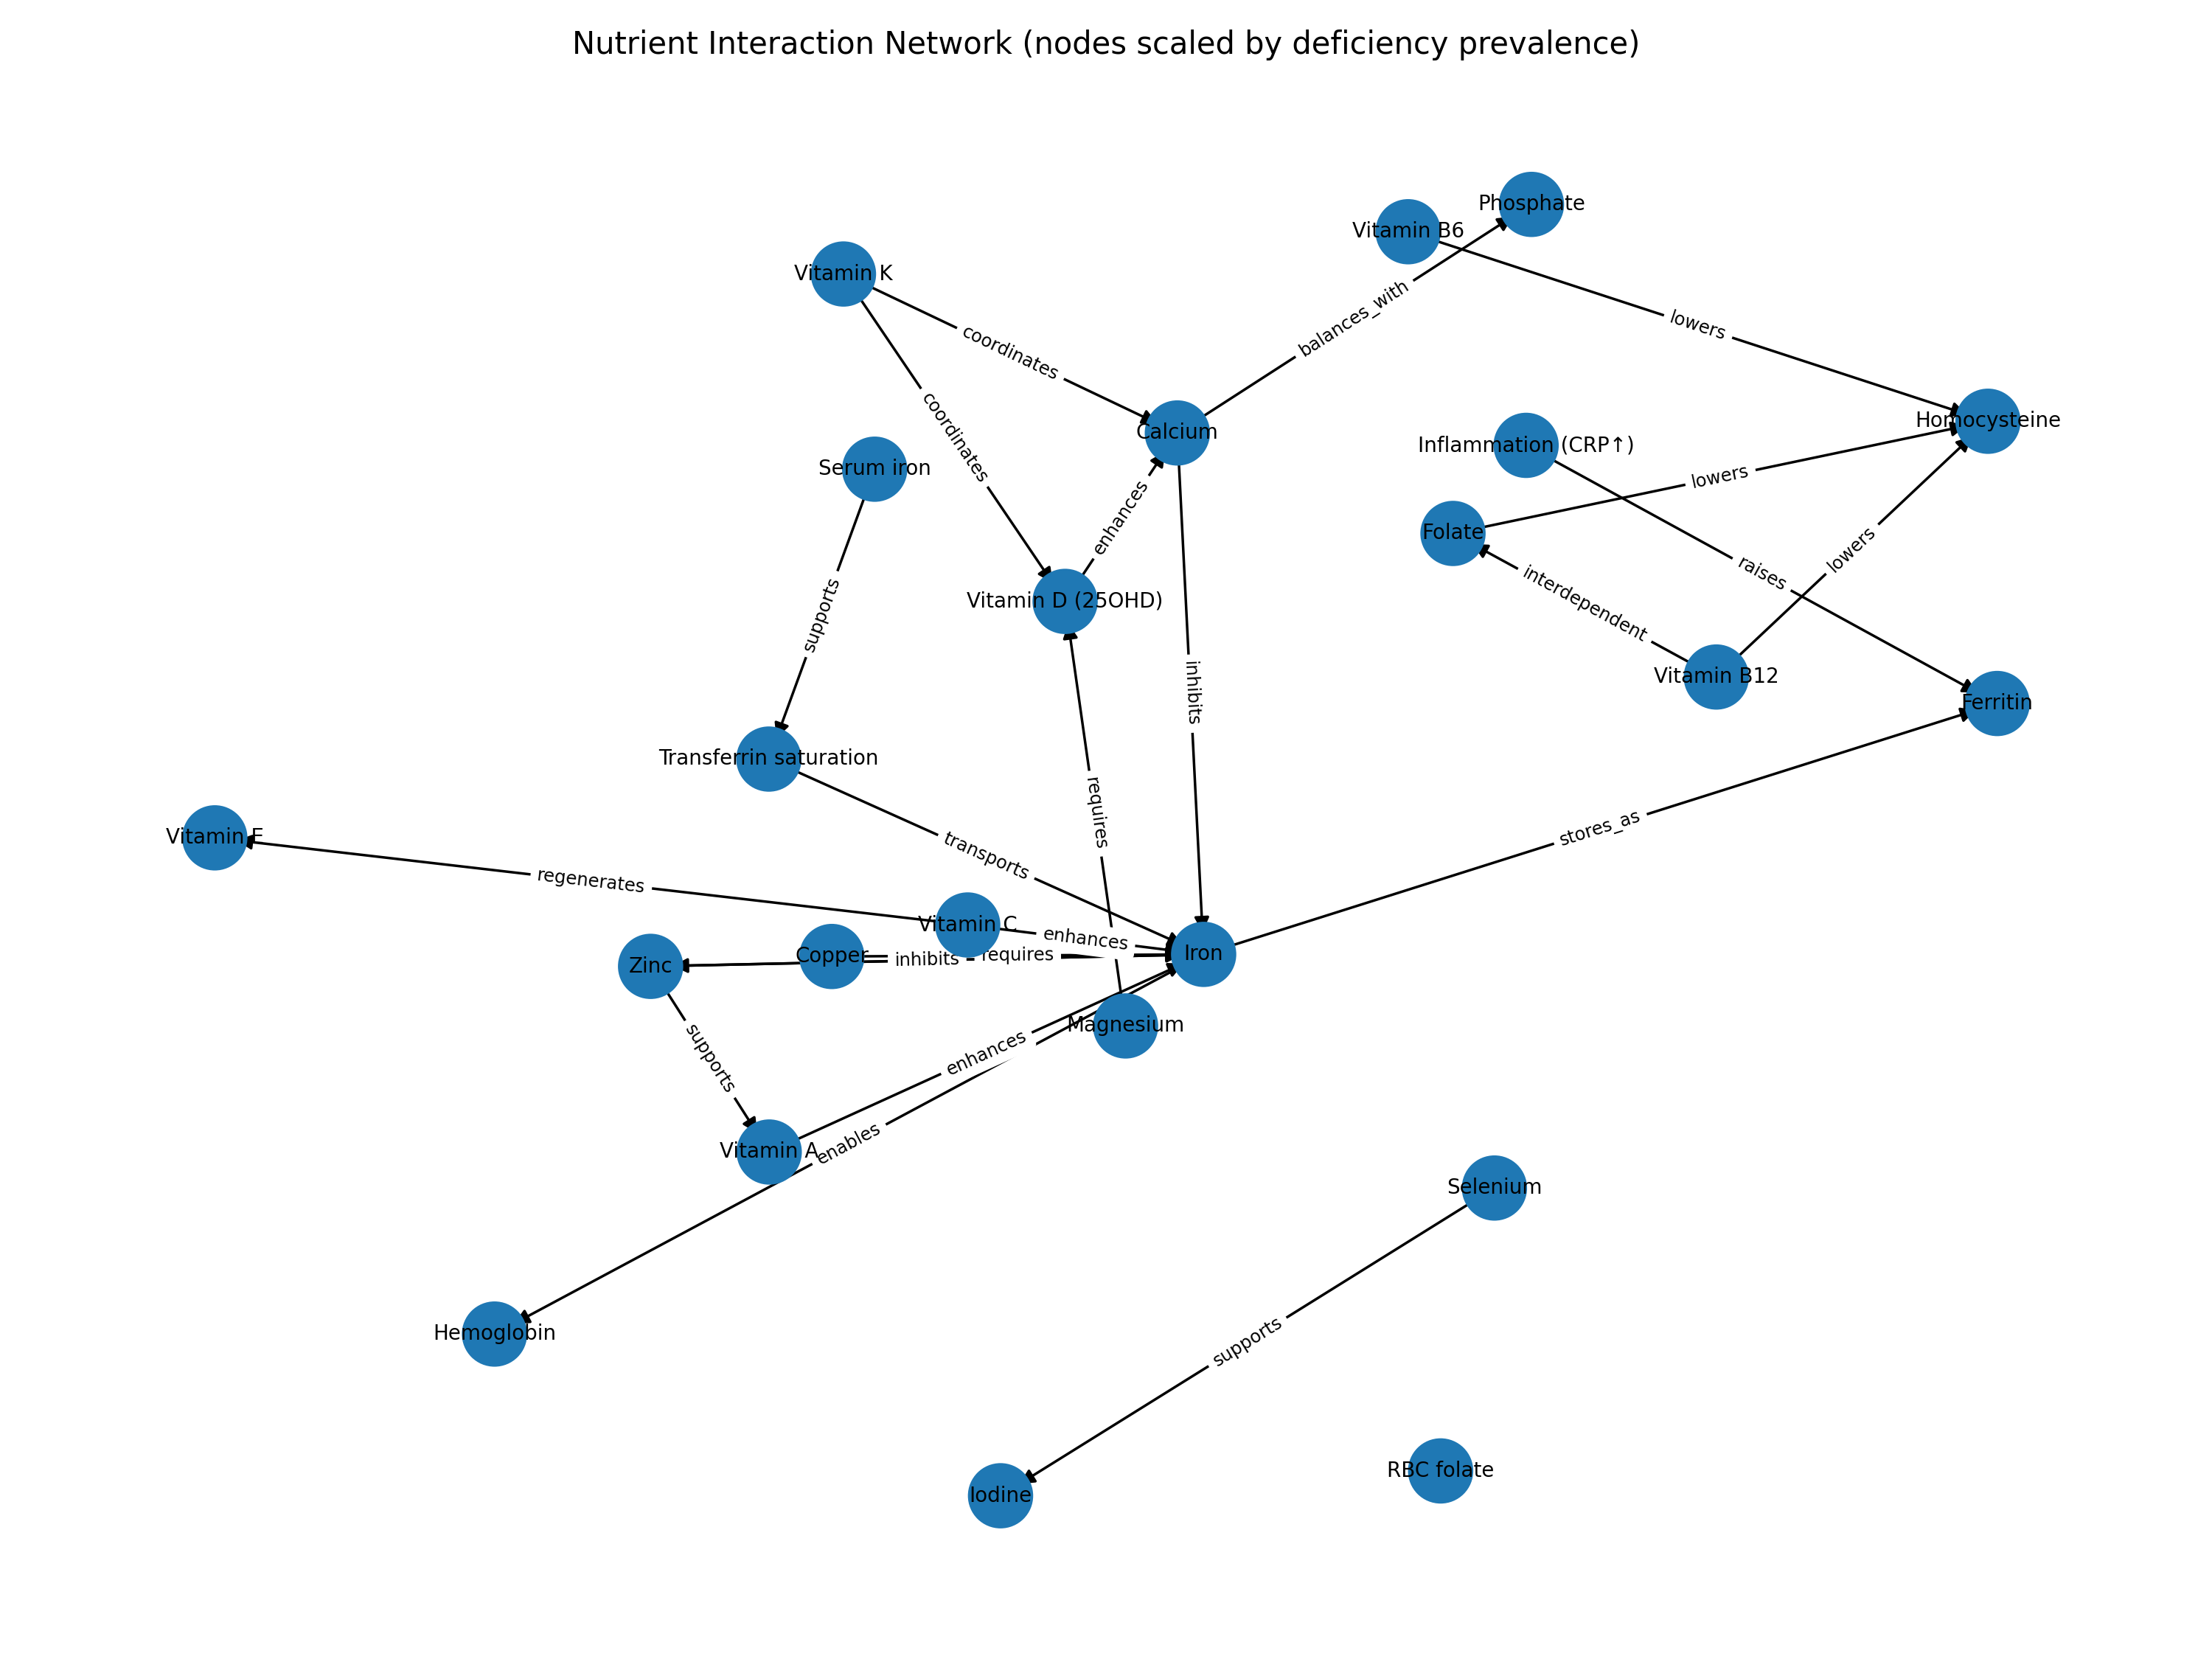 Nutrient Interaction Network (nodes scaled by deficiency prevalence)
Phosphate
Vitamin B6
Vitamin K
balances_with
lowers
coordinates
Homocysteine
Calcium
coordinates
Inflammation (CRP↑)
Serum iron
lowers
enhances
Folate
lowers
raises
Vitamin D (25OHD)
interdependent
supports
Vitamin B12
inhibits
Ferritin
Transferrin saturation
requires
stores_as
Vitamin E
transports
regenerates
Vitamin C
enhances
Iron
Copper
inhibits
requires
Zinc
Magnesium
enhances
supports
enables
Vitamin A
Selenium
Hemoglobin
supports
RBC folate
Iodine